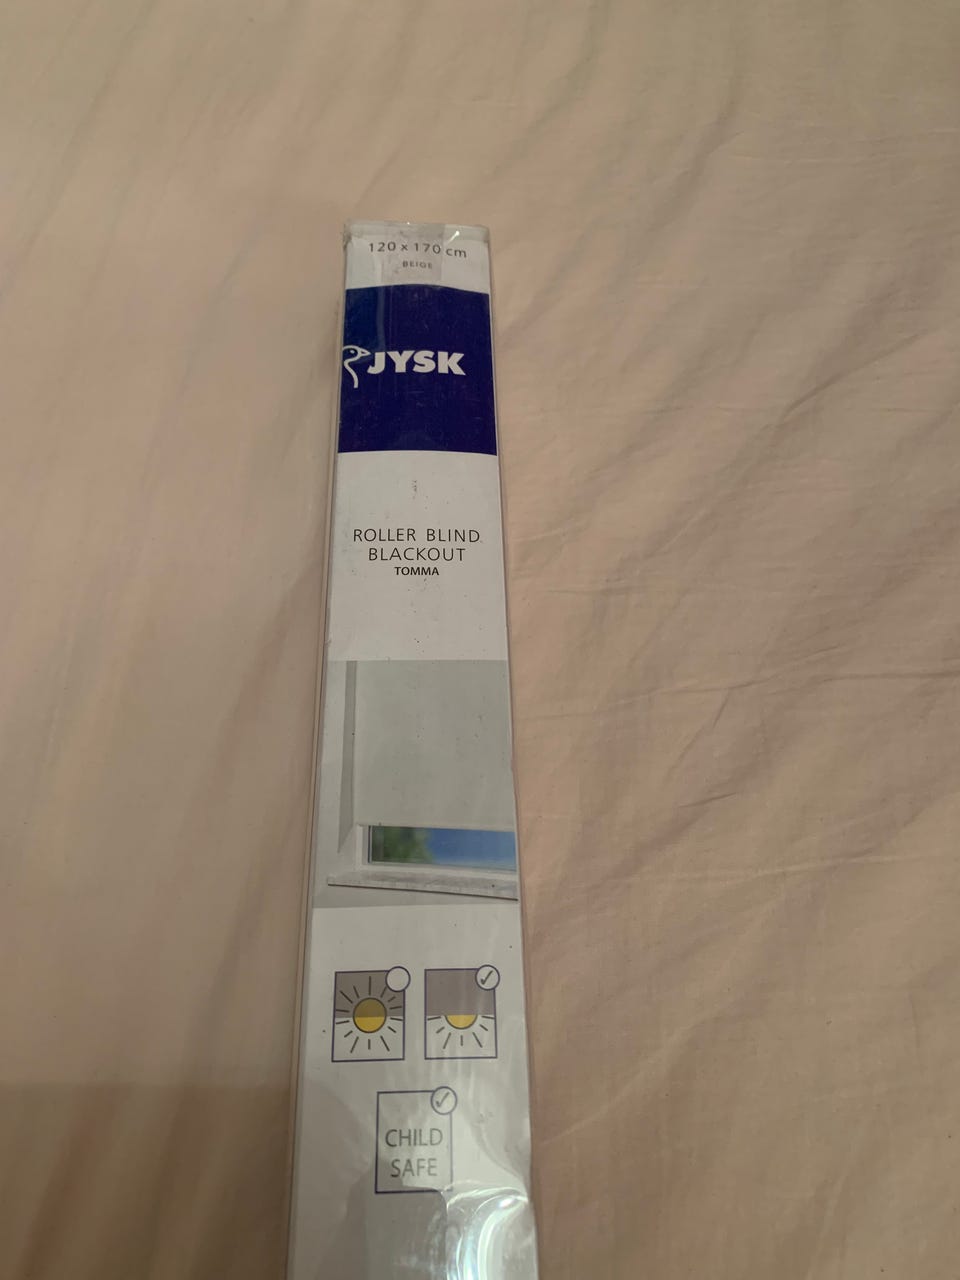 120 x 170 cm
BEIGE
JYSK
ROLLER BLIND
BLACKOUT
TOMMA
CHILD
SAFE